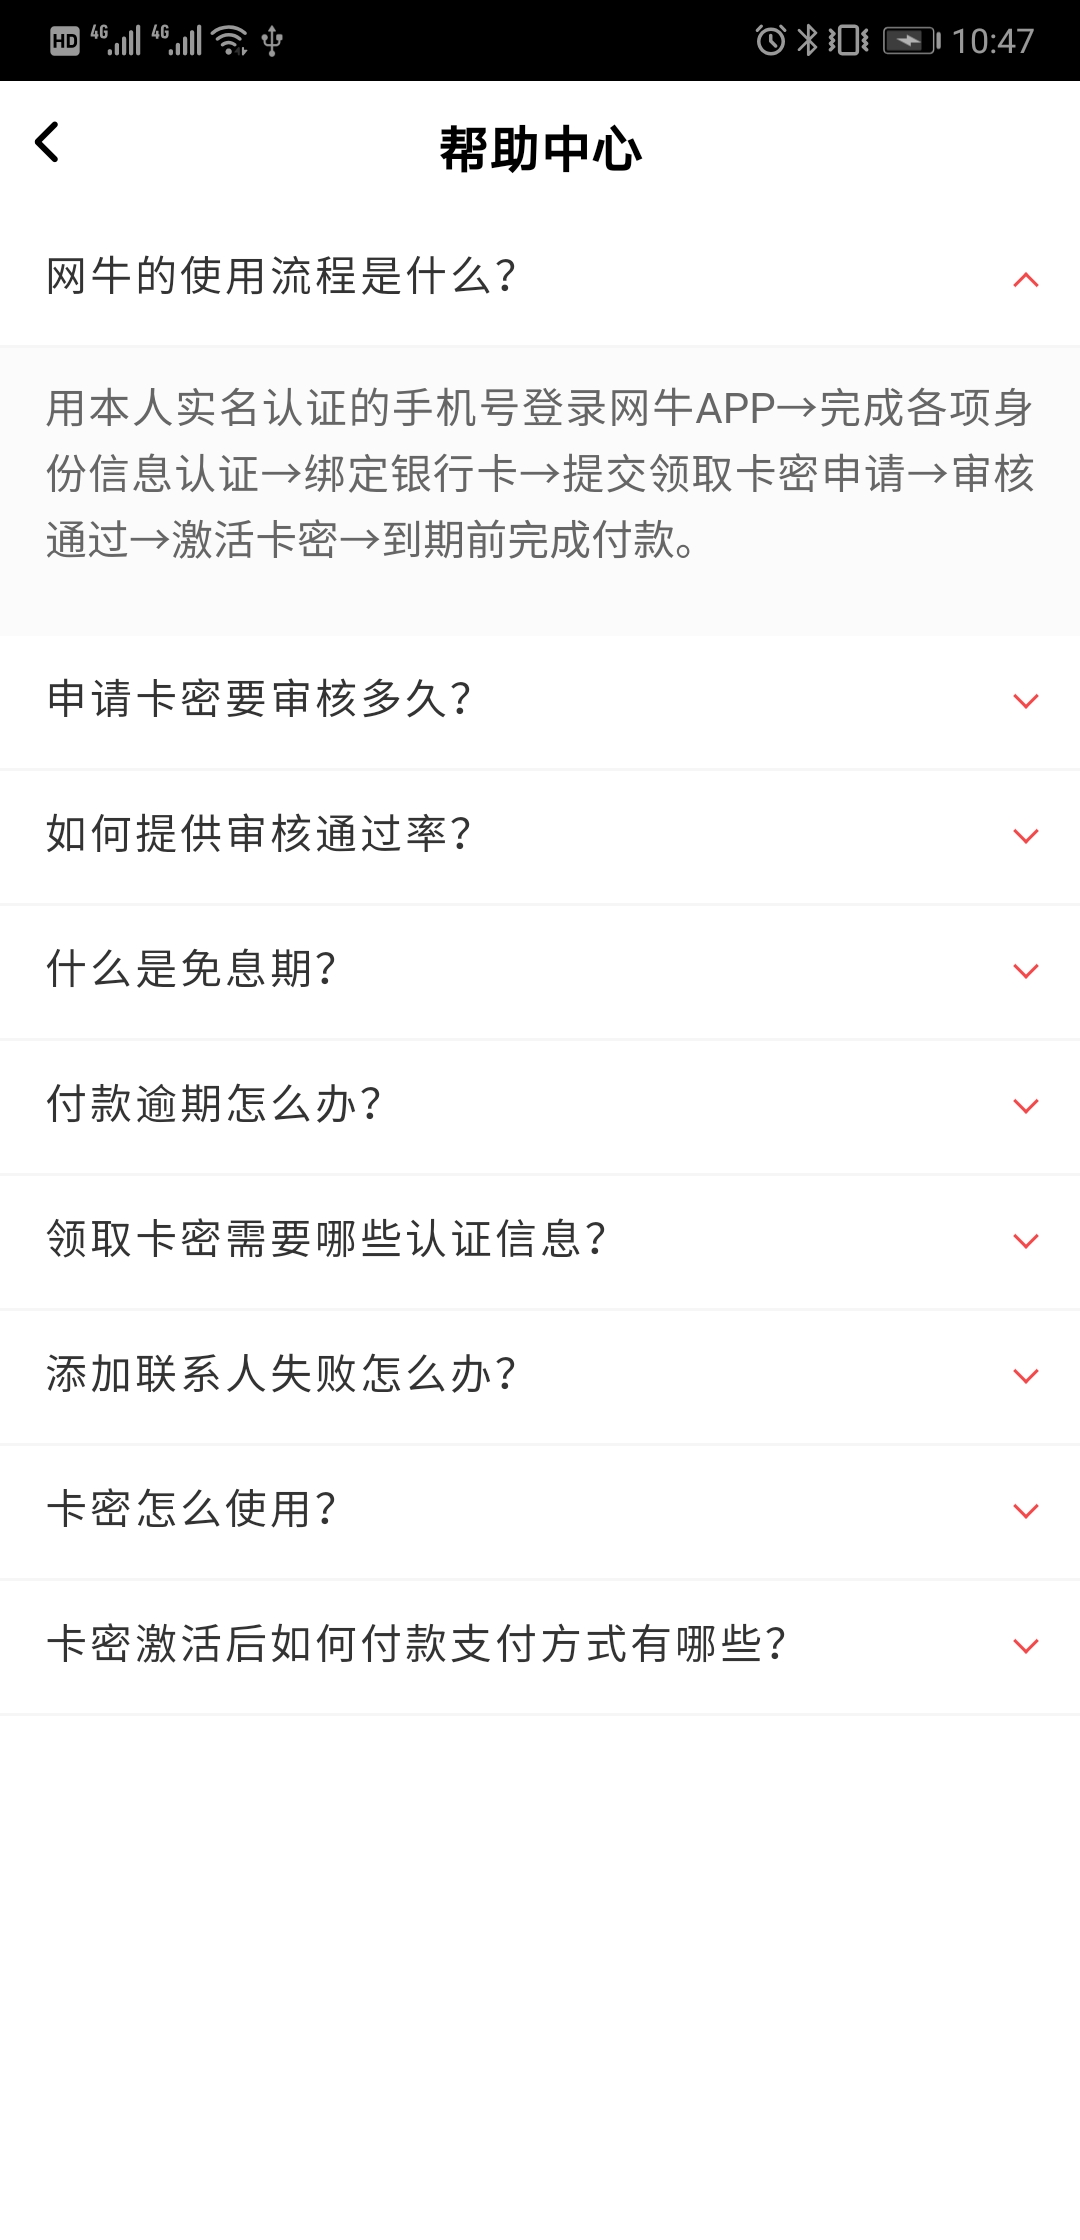 HD 4G 4G 10:47
帮助中心
网牛的使用流程是什么？
用本人实名认证的手机号登录网牛APP→完成各项身
份信息认证→绑定银行卡→提交领取卡密申请→审核
通过→激活卡密→到期前完成付款。
申请卡密要审核多久？
如何提供审核通过率？
什么是免息期？
付款逾期怎么办？
领取卡密需要哪些认证信息？
添加联系人失败怎么办？
卡密怎么使用？
卡密激活后如何付款支付方式有哪些？